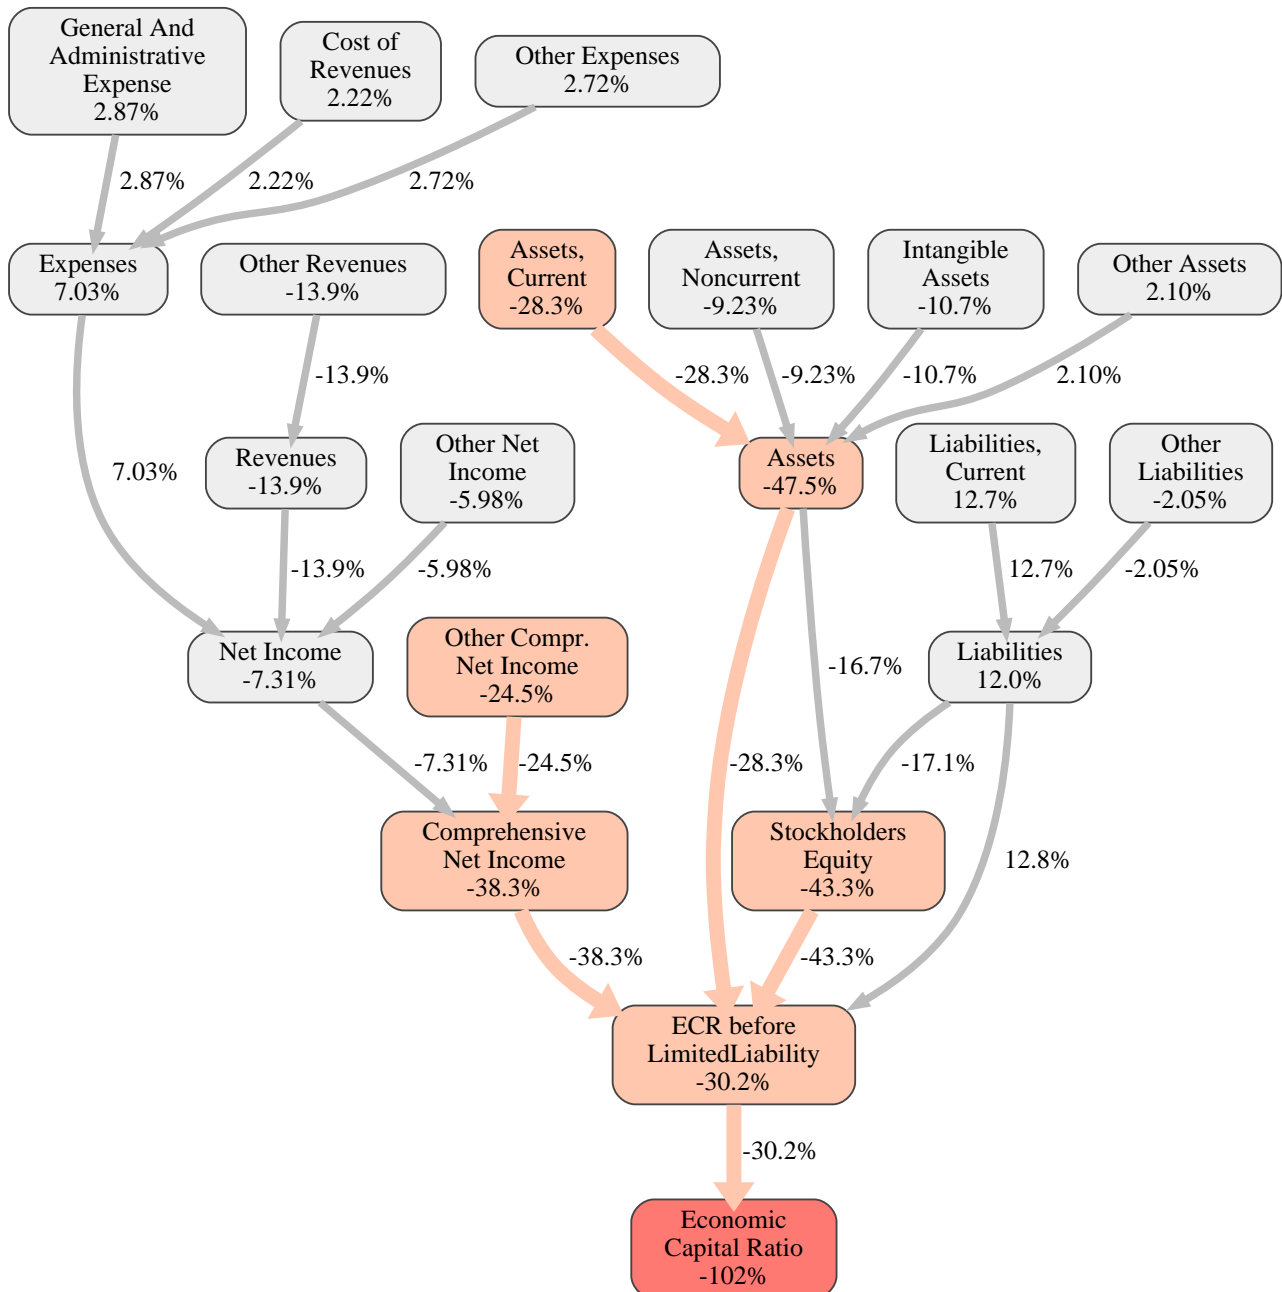 General And
Administrative
Expense
2.87%
Cost of
Revenues
2.22%
Other Expenses
2.72%
2.87%
2.22%
2.72%
Expenses
7.03%
Other Revenues
-13.9%
Assets,
Current
-28.3%
Assets,
Noncurrent
-9.23%
Intangible
Assets
-10.7%
Other Assets
2.10%
-13.9%
-28.3%
-9.23%
-10.7%
2.10%
7.03%
Revenues
-13.9%
Other Net
Income
-5.98%
Assets
-47.5%
Liabilities,
Current
12.7%
Other
Liabilities
-2.05%
-13.9%
-5.98%
12.7%
-2.05%
Net Income
-7.31%
Other Compr.
Net Income
-24.5%
-16.7%
Liabilities
12.0%
-7.31%
-24.5%
-28.3%
-17.1%
Comprehensive
Net Income
-38.3%
Stockholders
Equity
-43.3%
12.8%
-38.3%
-43.3%
ECR before
LimitedLiability
-30.2%
-30.2%
Economic
Capital Ratio
-102%